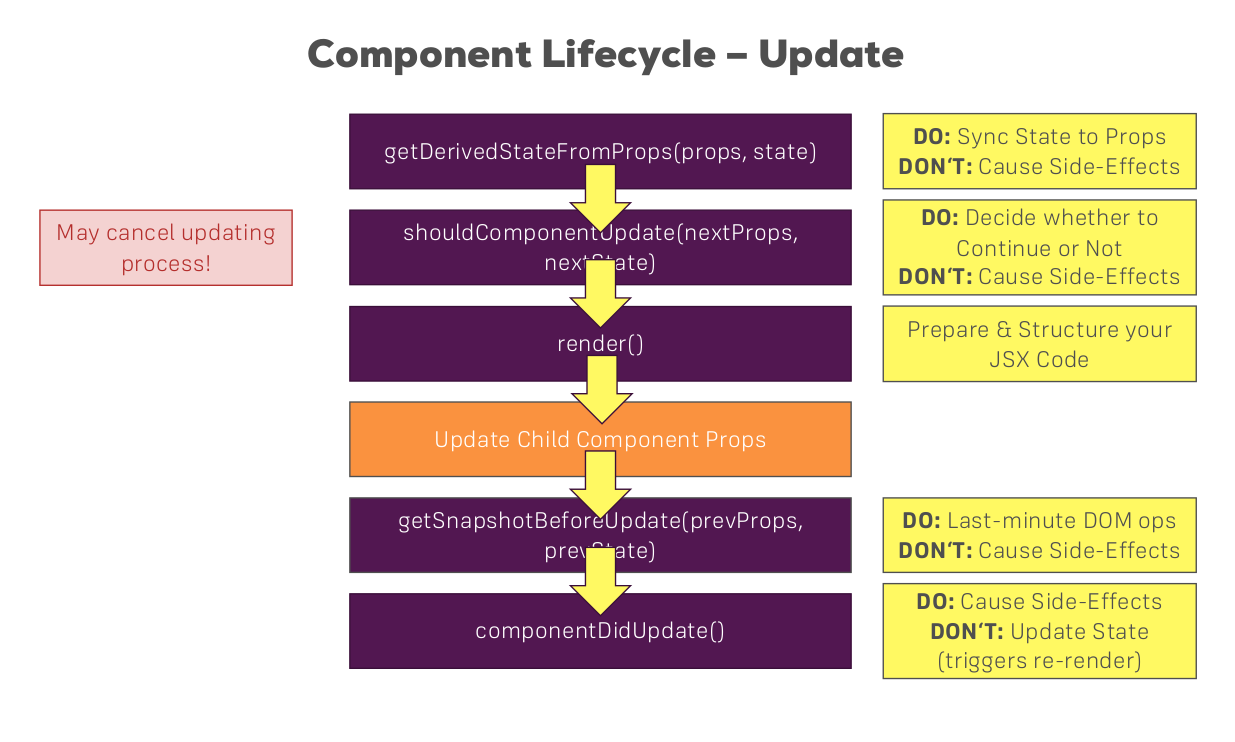 Component Lifecycle – Update
getDerivedStateFromProps(props, state)
DO: Sync State to Props
DON‘T: Cause Side-Effects
May cancel updating
process!
shouldComponentUpdate(nextProps,
nextState)
DO: Decide whether to
Continue or Not
DON‘T: Cause Side-Effects
render()
Prepare & Structure your
JSX Code
Update Child Component Props
getSnapshotBeforeUpdate(prevProps,
prevState)
DO: Last-minute DOM ops
DON‘T: Cause Side-Effects
componentDidUpdate()
DO: Cause Side-Effects
DON‘T: Update State
(triggers re-render)